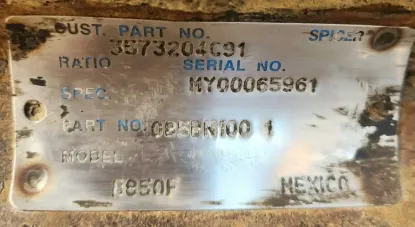 CUST. PART NO. SPICER
3573204C91
RATIO SERIAL NO.
SPEC. MY00065961
PART NO.
MODEL
MEXICO